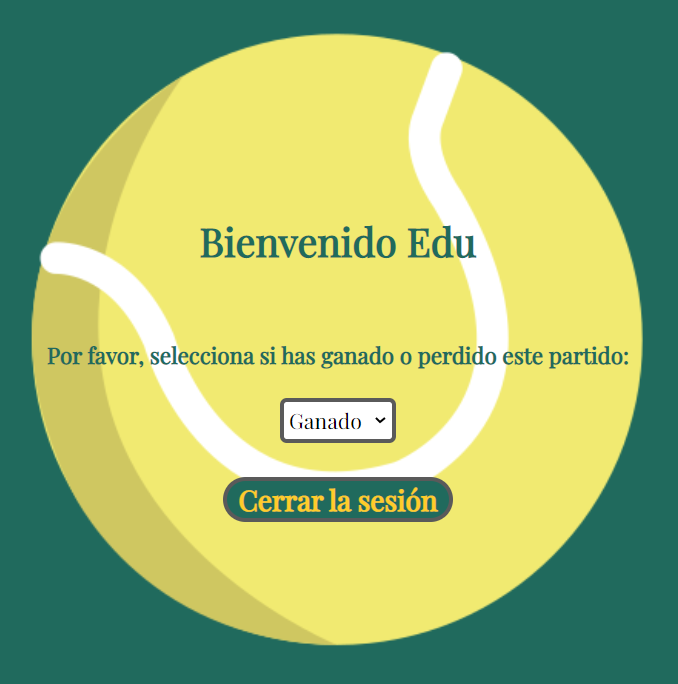 Bienvenido Edu
Por favor, selecciona si has ganado o perdido este partido:
Ganado
Cerrar la sesión